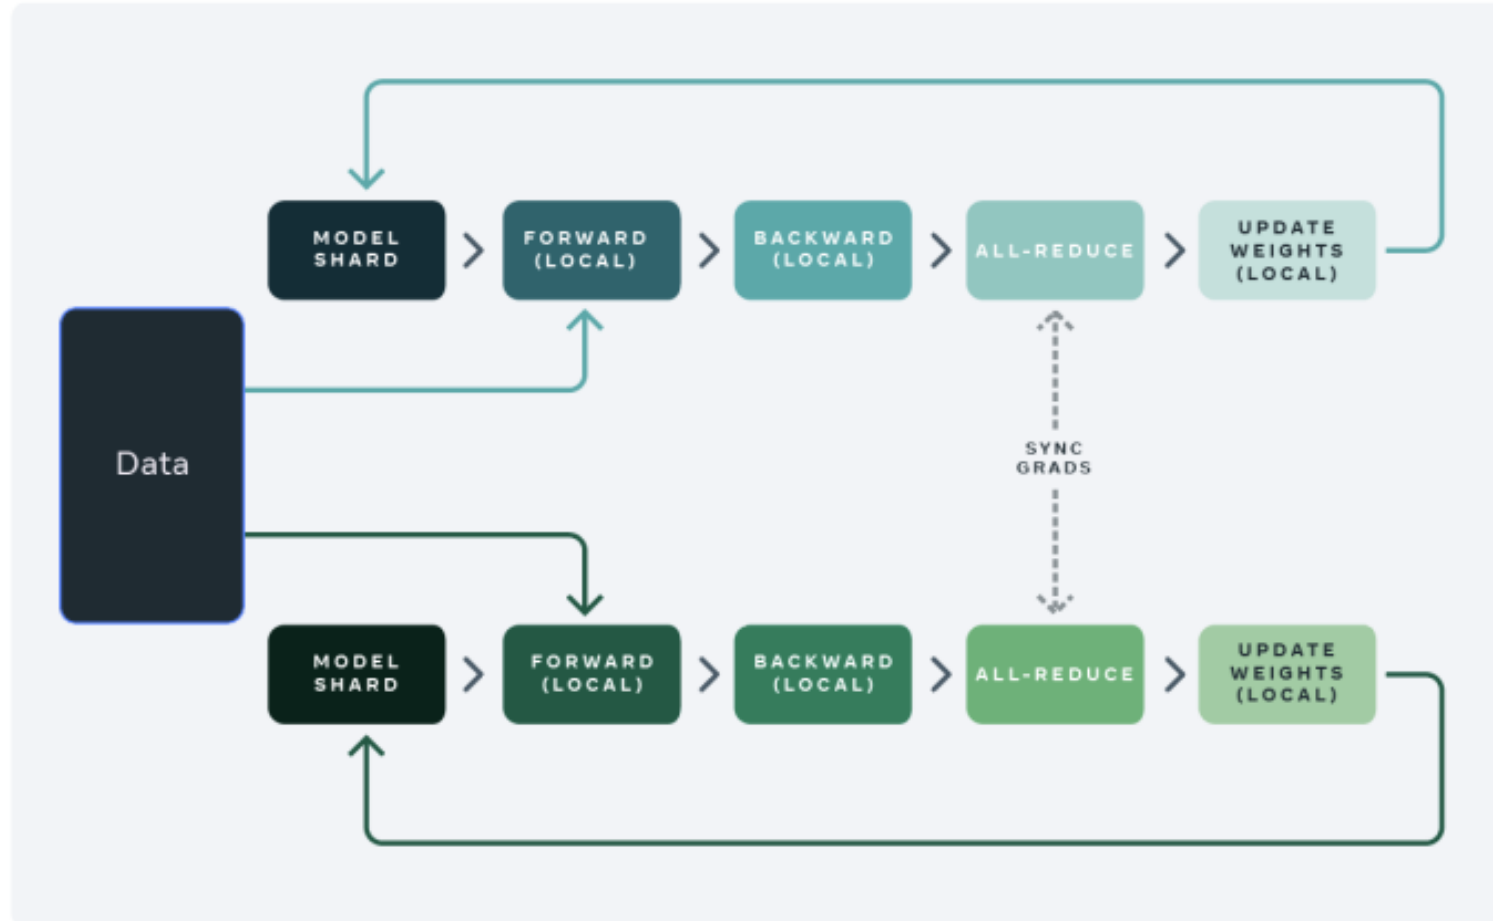 MODEL
SHARD
FORWARD
(LOCAL)
BACKWARD
(LOCAL)
ALL-REDUCE
UPDATE
WEIGHTS
(LOCAL)
Data
SYNC
GRADS
MODEL
SHARD
FORWARD
(LOCAL)
BACKWARD
(LOCAL)
ALL-REDUCE
UPDATE
WEIGHTS
(LOCAL)